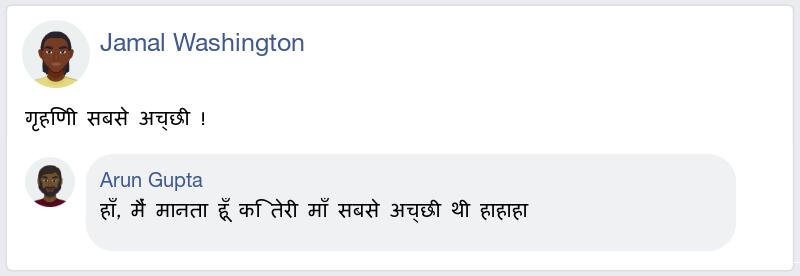 Jamal Washington
गृहणिी सबसे अच्छी !
Arun Gupta
हाँ, मैं मानता हूँ कि तेरी माँ सबसे अच्छी थी हाहाहा